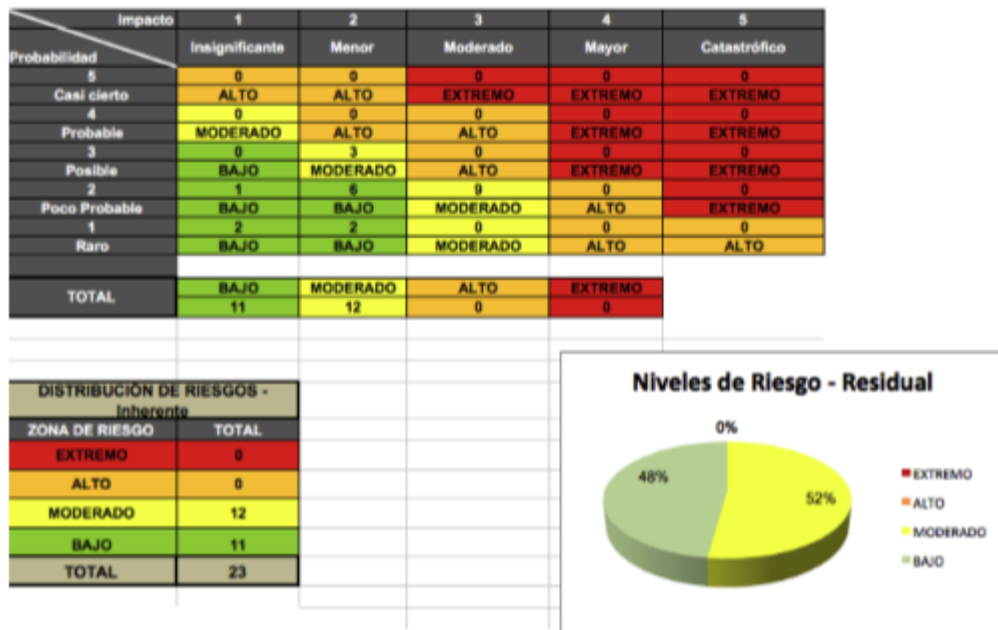 Impacto 1 2 3 4 5
Probabilidad Insignificante Menor Moderado Mayor Catastrófico
5 0 0 0 0 0
Casi cierto ALTO ALTO EXTREMO EXTREMO EXTREMO
4 0 0 0 0 0
Probable MODERADO ALTO ALTO EXTREMO EXTREMO
3 0 3 0 0 0
Posible BAJO MODERADO ALTO EXTREMO EXTREMO
2 1 6 9 0 0
Poco Probable BAJO BAJO MODERADO ALTO EXTREMO
1 2 2 0 0 0
Raro BAJO BAJO MODERADO ALTO ALTO
TOTAL BAJO MODERADO ALTO EXTREMO
11 12 0 0
DISTRIBUCIÓN DE RIESGOS -
Inherente
ZONA DE RIESGO TOTAL
EXTREMO 0
ALTO 0
MODERADO 12
BAJO 11
TOTAL 23
Niveles de Riesgo - Residual
0%
48%
52%
EXTREMO
ALTO
MODERADO
BAJO